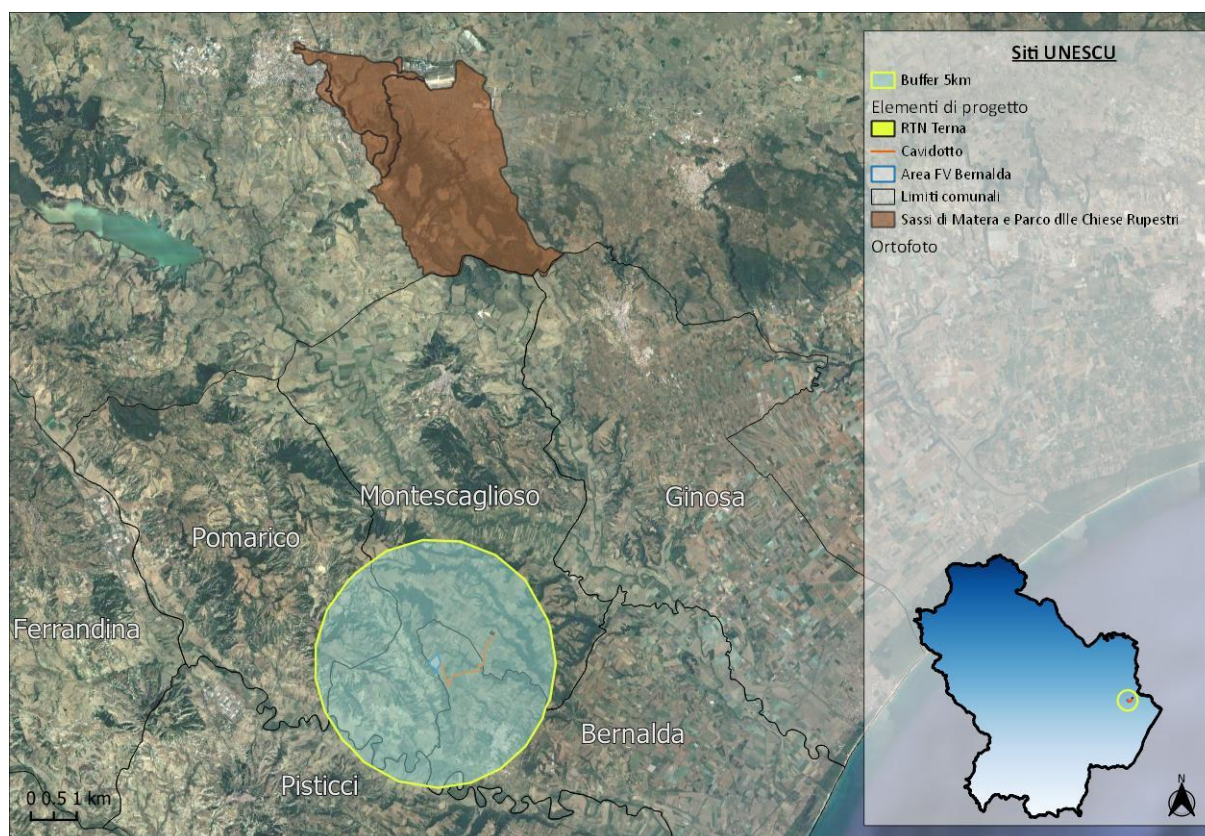 Siti UNESCU
Buffer 5km
Elementi di progetto
RTN Terna
Cavidotto
Area FV Bernalda
Limiti comunali
Sassi di Matera e Parco dlle Chiese Rupestri
Ortofoto
Montescaglioso
Ginosa
Pomarico
Ferrandina
Bernalda
Pisticci
0 0.5 1 km
N